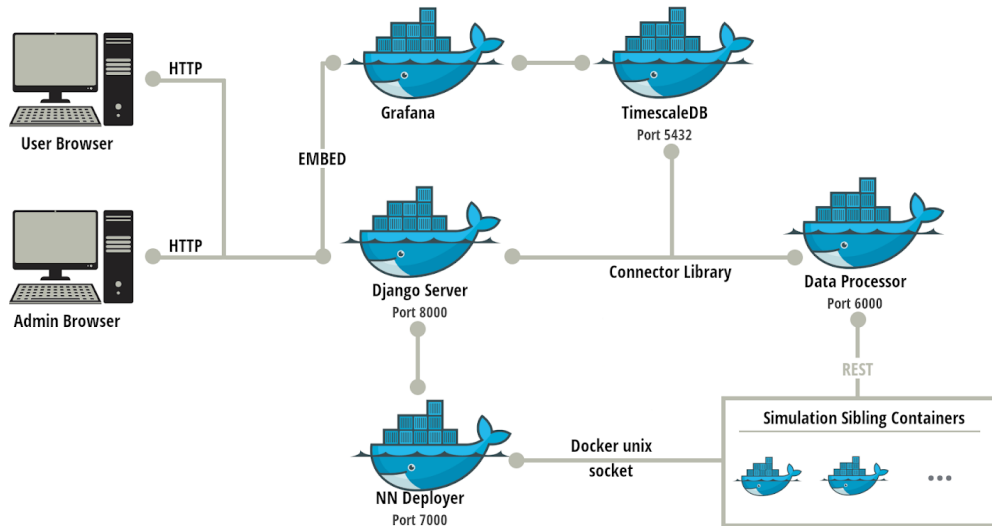 HTTP
User Browser
Grafana
TimescaleDB
Port 5432
EMBED
HTTP
Admin Browser
Django Server
Port 8000
Connector Library
Data Processor
Port 6000
REST
Simulation Sibling Containers
Docker unix
socket
NN Deployer
Port 7000